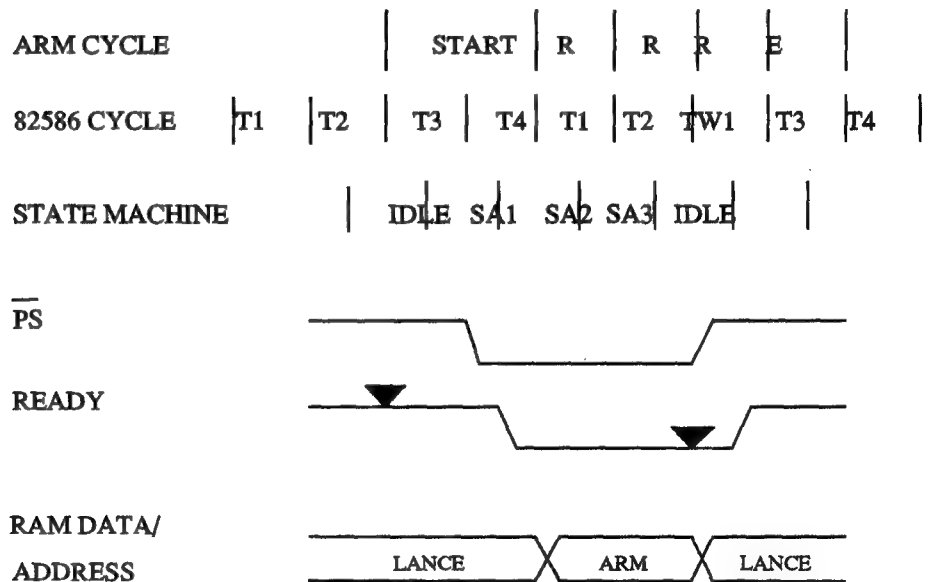 ARM CYCLE START R R R E
82586 CYCLE T1 T2 T3 T4 T1 T2 TW1 T3 T4
STATE MACHINE IDLE SA1 SA2 SA3 IDLE
PS
READY
RAM DATA/
ADDRESS LANCE ARM LANCE